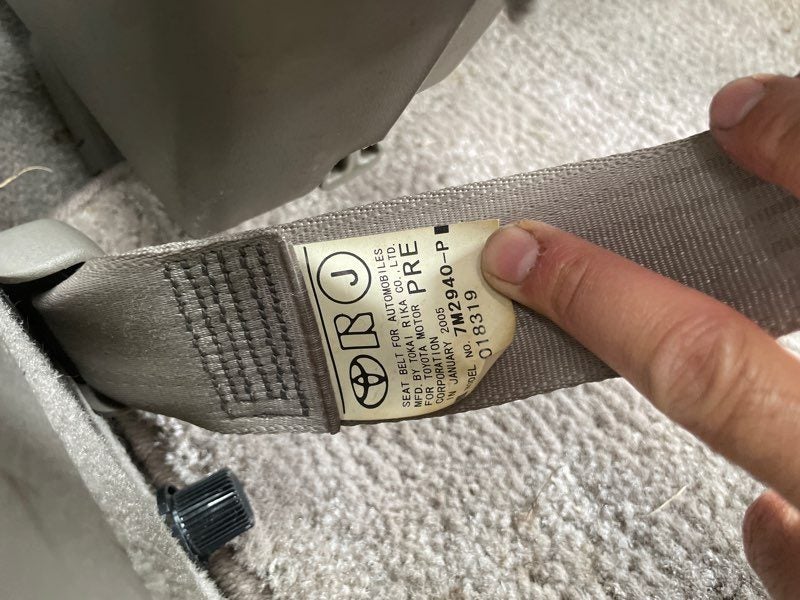 J
SEAT BELT FOR AUTOMOBILES
MFD. BY TOKAI RIKA CO., LTD.
FOR TOYOTA MOTOR PRE
CORPORATION
IN JANUARY 2005
MODEL NO. 7M2940-P
018319